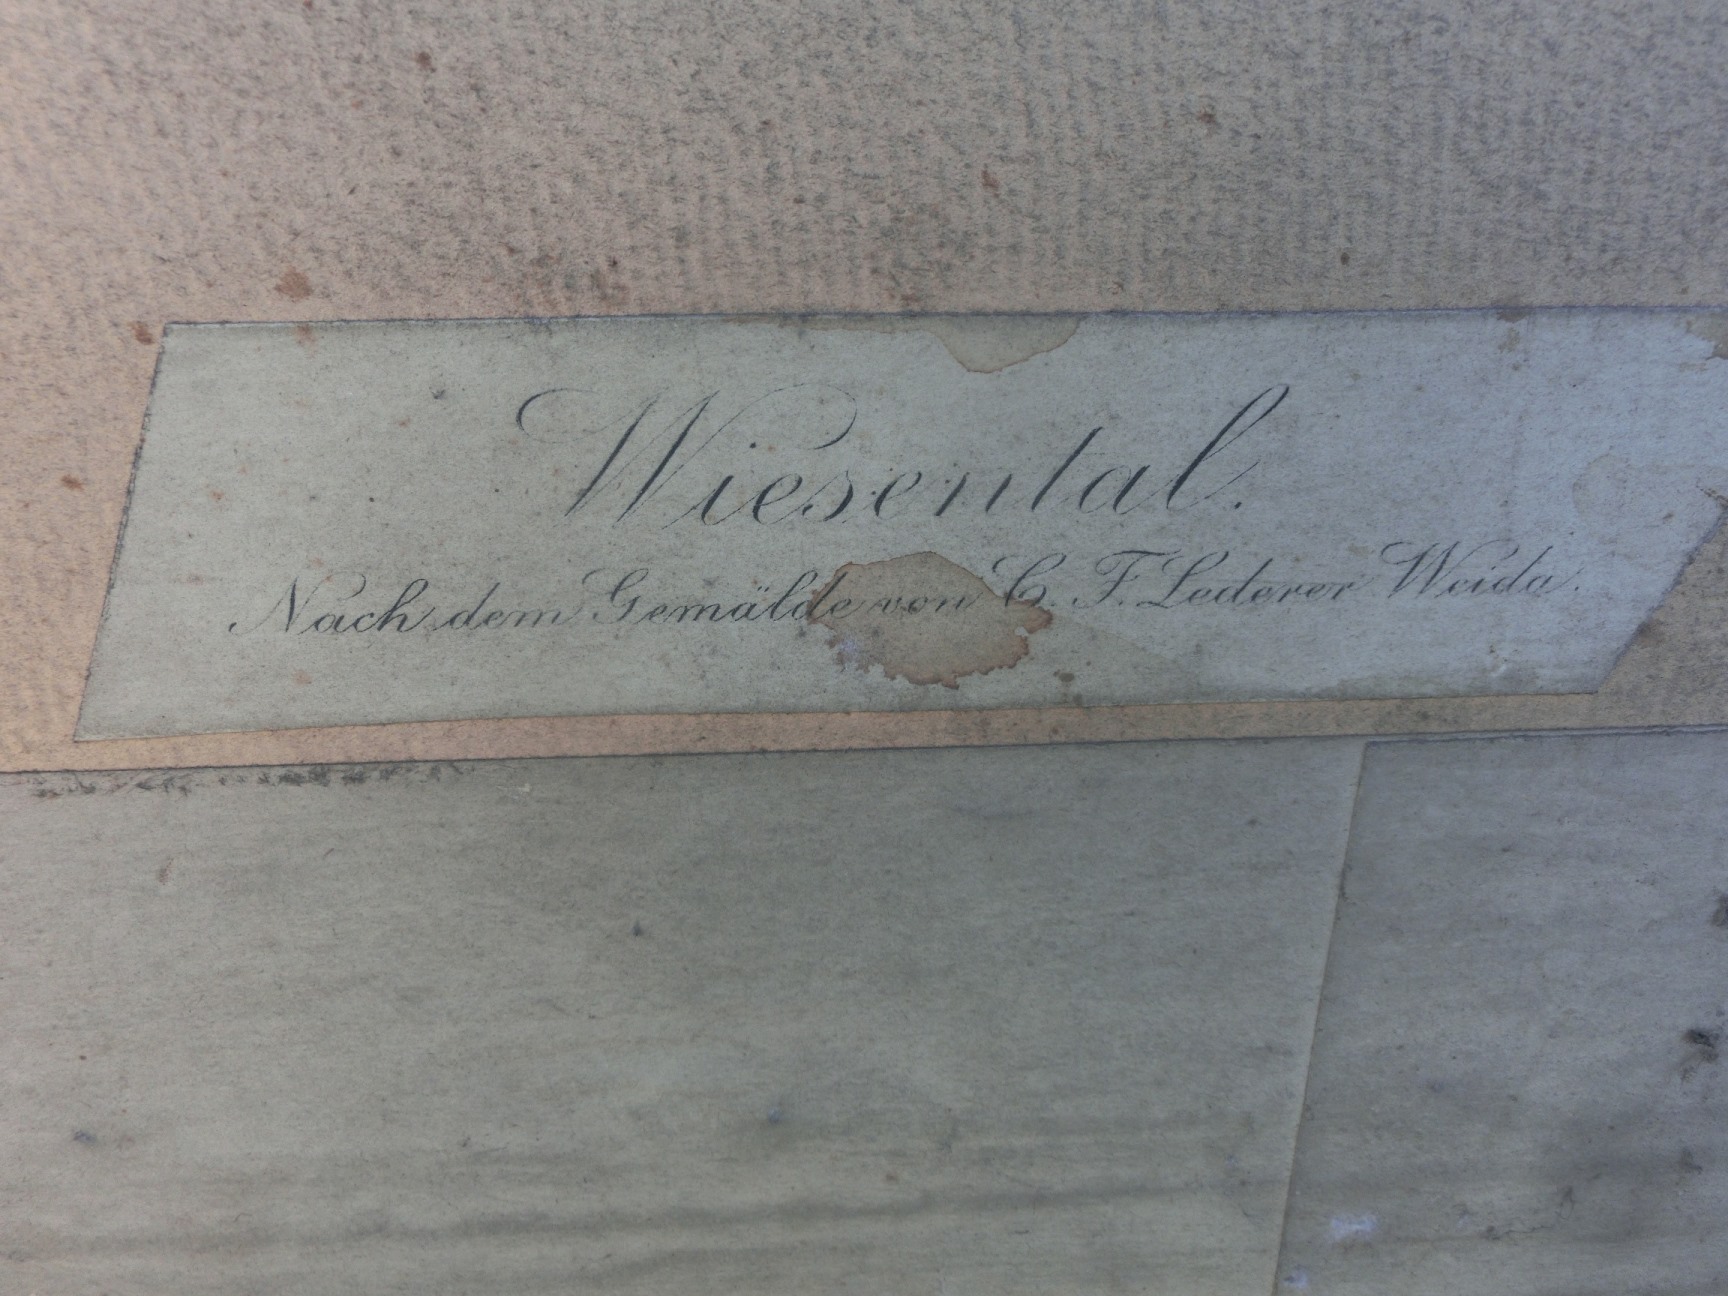 Wiesental.
Nach dem Gemälde von C. F. Lederer Weida.